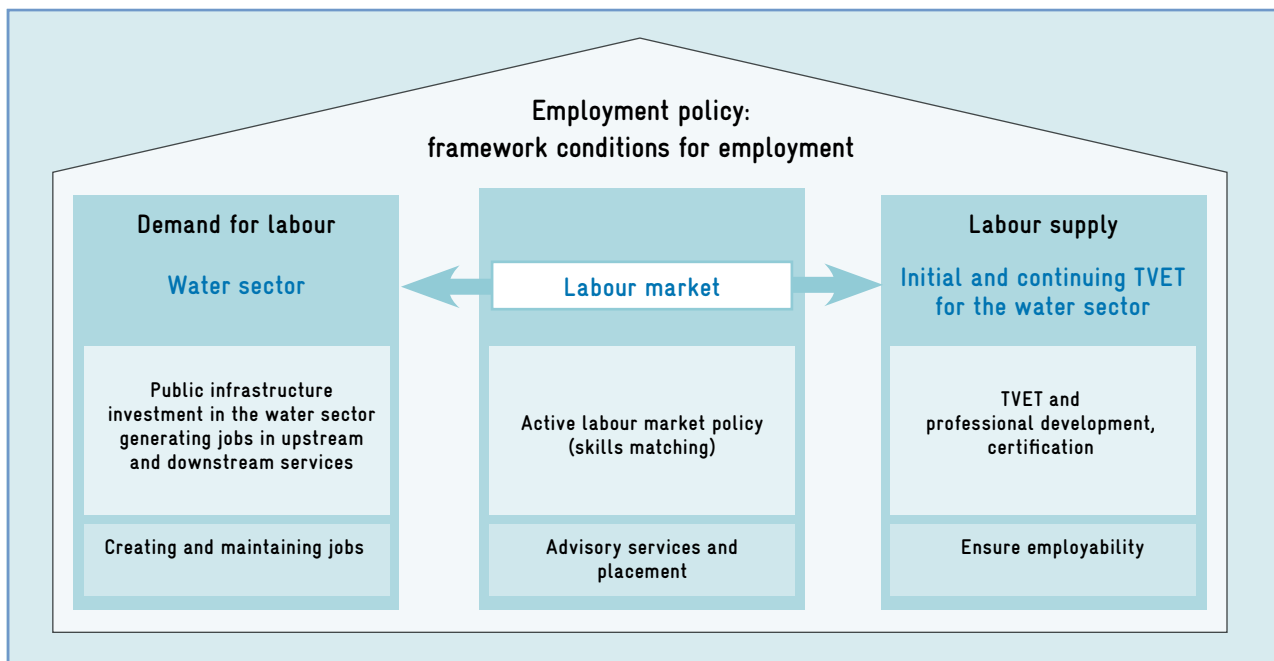 Employment policy:
framework conditions for employment
Demand for labour
Water sector
Public infrastructure
investment in the water sector
generating jobs in upstream
and downstream services
Creating and maintaining jobs
Labour market
Active labour market policy
(skills matching)
Advisory services and
placement
Labour supply
Initial and continuing TVET
for the water sector
TVET and
professional development,
certification
Ensure employability